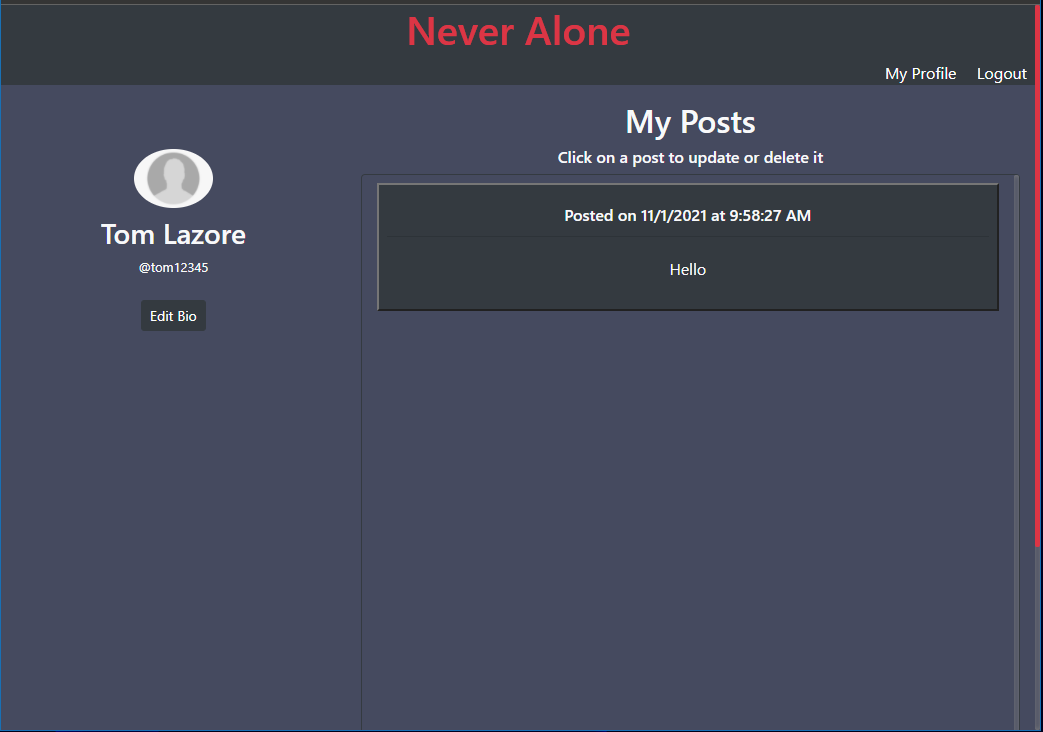 Never Alone
My Profile Logout
Tom Lazore
@tom12345
Edit Bio
My Posts
Click on a post to update or delete it
Posted on 11/1/2021 at 9:58:27 AM
Hello